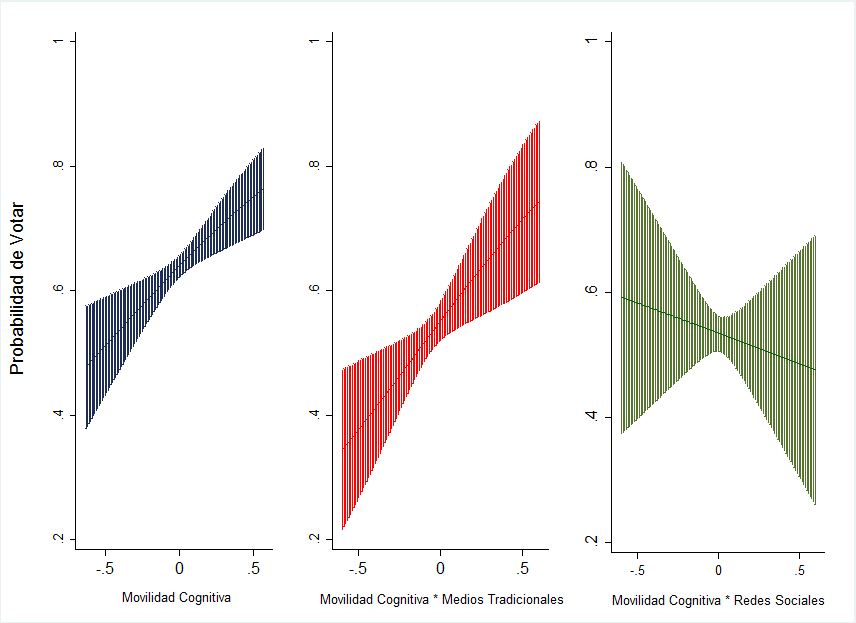 Probabilidad de Votar
1
.8
.6
.4
.2
-.5 0 .5
Movilidad Cognitiva
1
.8
.6
.4
.2
-.5 0 .5
Movilidad Cognitiva * Medios Tradicionales
1
.8
.6
.4
.2
-.5 0 .5
Movilidad Cognitiva * Redes Sociales